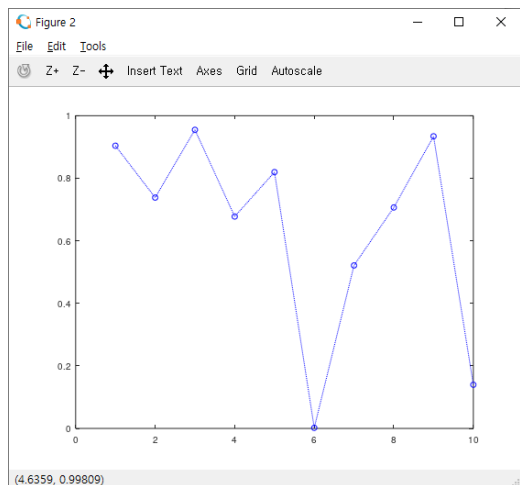 Figure 2
File Edit Tools
Z+ Z- Insert Text Axes Grid Autoscale
1
0.8
0.6
0.4
0.2
0
0 2 4 6 8 10
(4.6359, 0.99809)